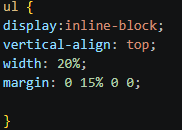 ul {
display:inline-block;
vertical-align: top;
width: 20%;
margin: 0 15% 0 0;
}